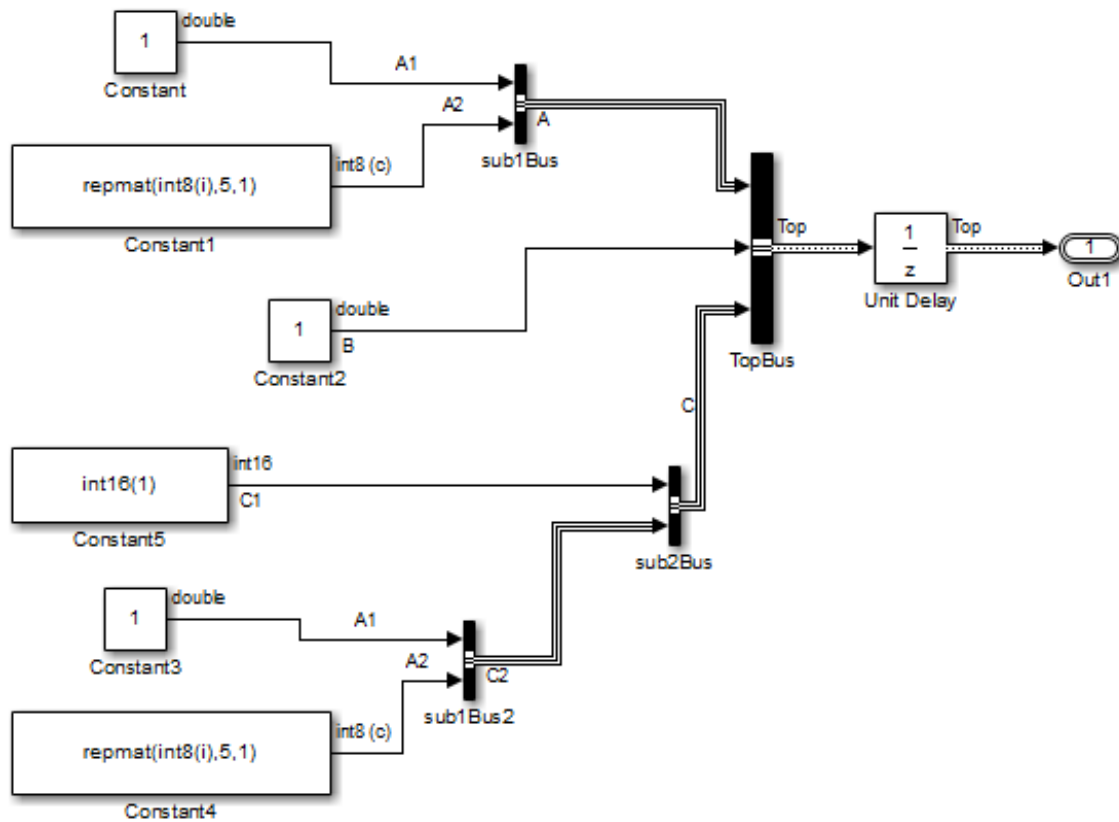 double
1
A1
Constant
A2
A
sub1Bus
int8 (c)
repmat(int8(i),5,1)
Constant1
Top
1
z
Top
1
Unit Delay
Out1
double
1
B
Constant2
TopBus
C
int16
int16(1)
C1
Constant5
sub2Bus
double
1
A1
Constant3
A2
C2
sub1Bus2
int8 (c)
repmat(int8(i),5,1)
Constant4